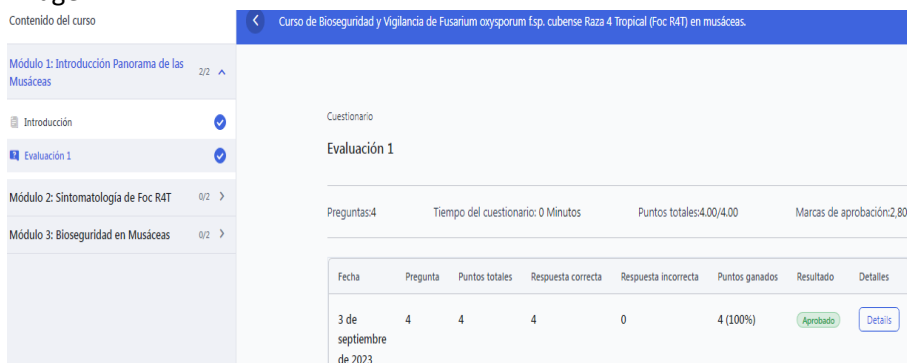 Contenido del curso
Curso de Bioseguridad y Vigilancia de Fusarium oxysporum f.sp. cubense Raza 4 Tropical (Foc R4T) en musáceas.
Módulo 1: Introducción Panorama de las
Musáceas
2/2
Introducción
Evaluación 1
Módulo 2: Sintomatología de Foc R4T 0/2
Módulo 3: Bioseguridad en Musáceas 0/2
Cuestionario
Evaluación 1
Preguntas:4 Tiempo del cuestionario: 0 Minutos Puntos totales:4.00/4.00 Marcas de aprobación:2,80
Fecha Pregunta Puntos totales Respuesta correcta Respuesta incorrecta Puntos ganados Resultado Detalles
3 de 4 4 4 0 4 (100%) Aprobado Details
septiembre
de 2023